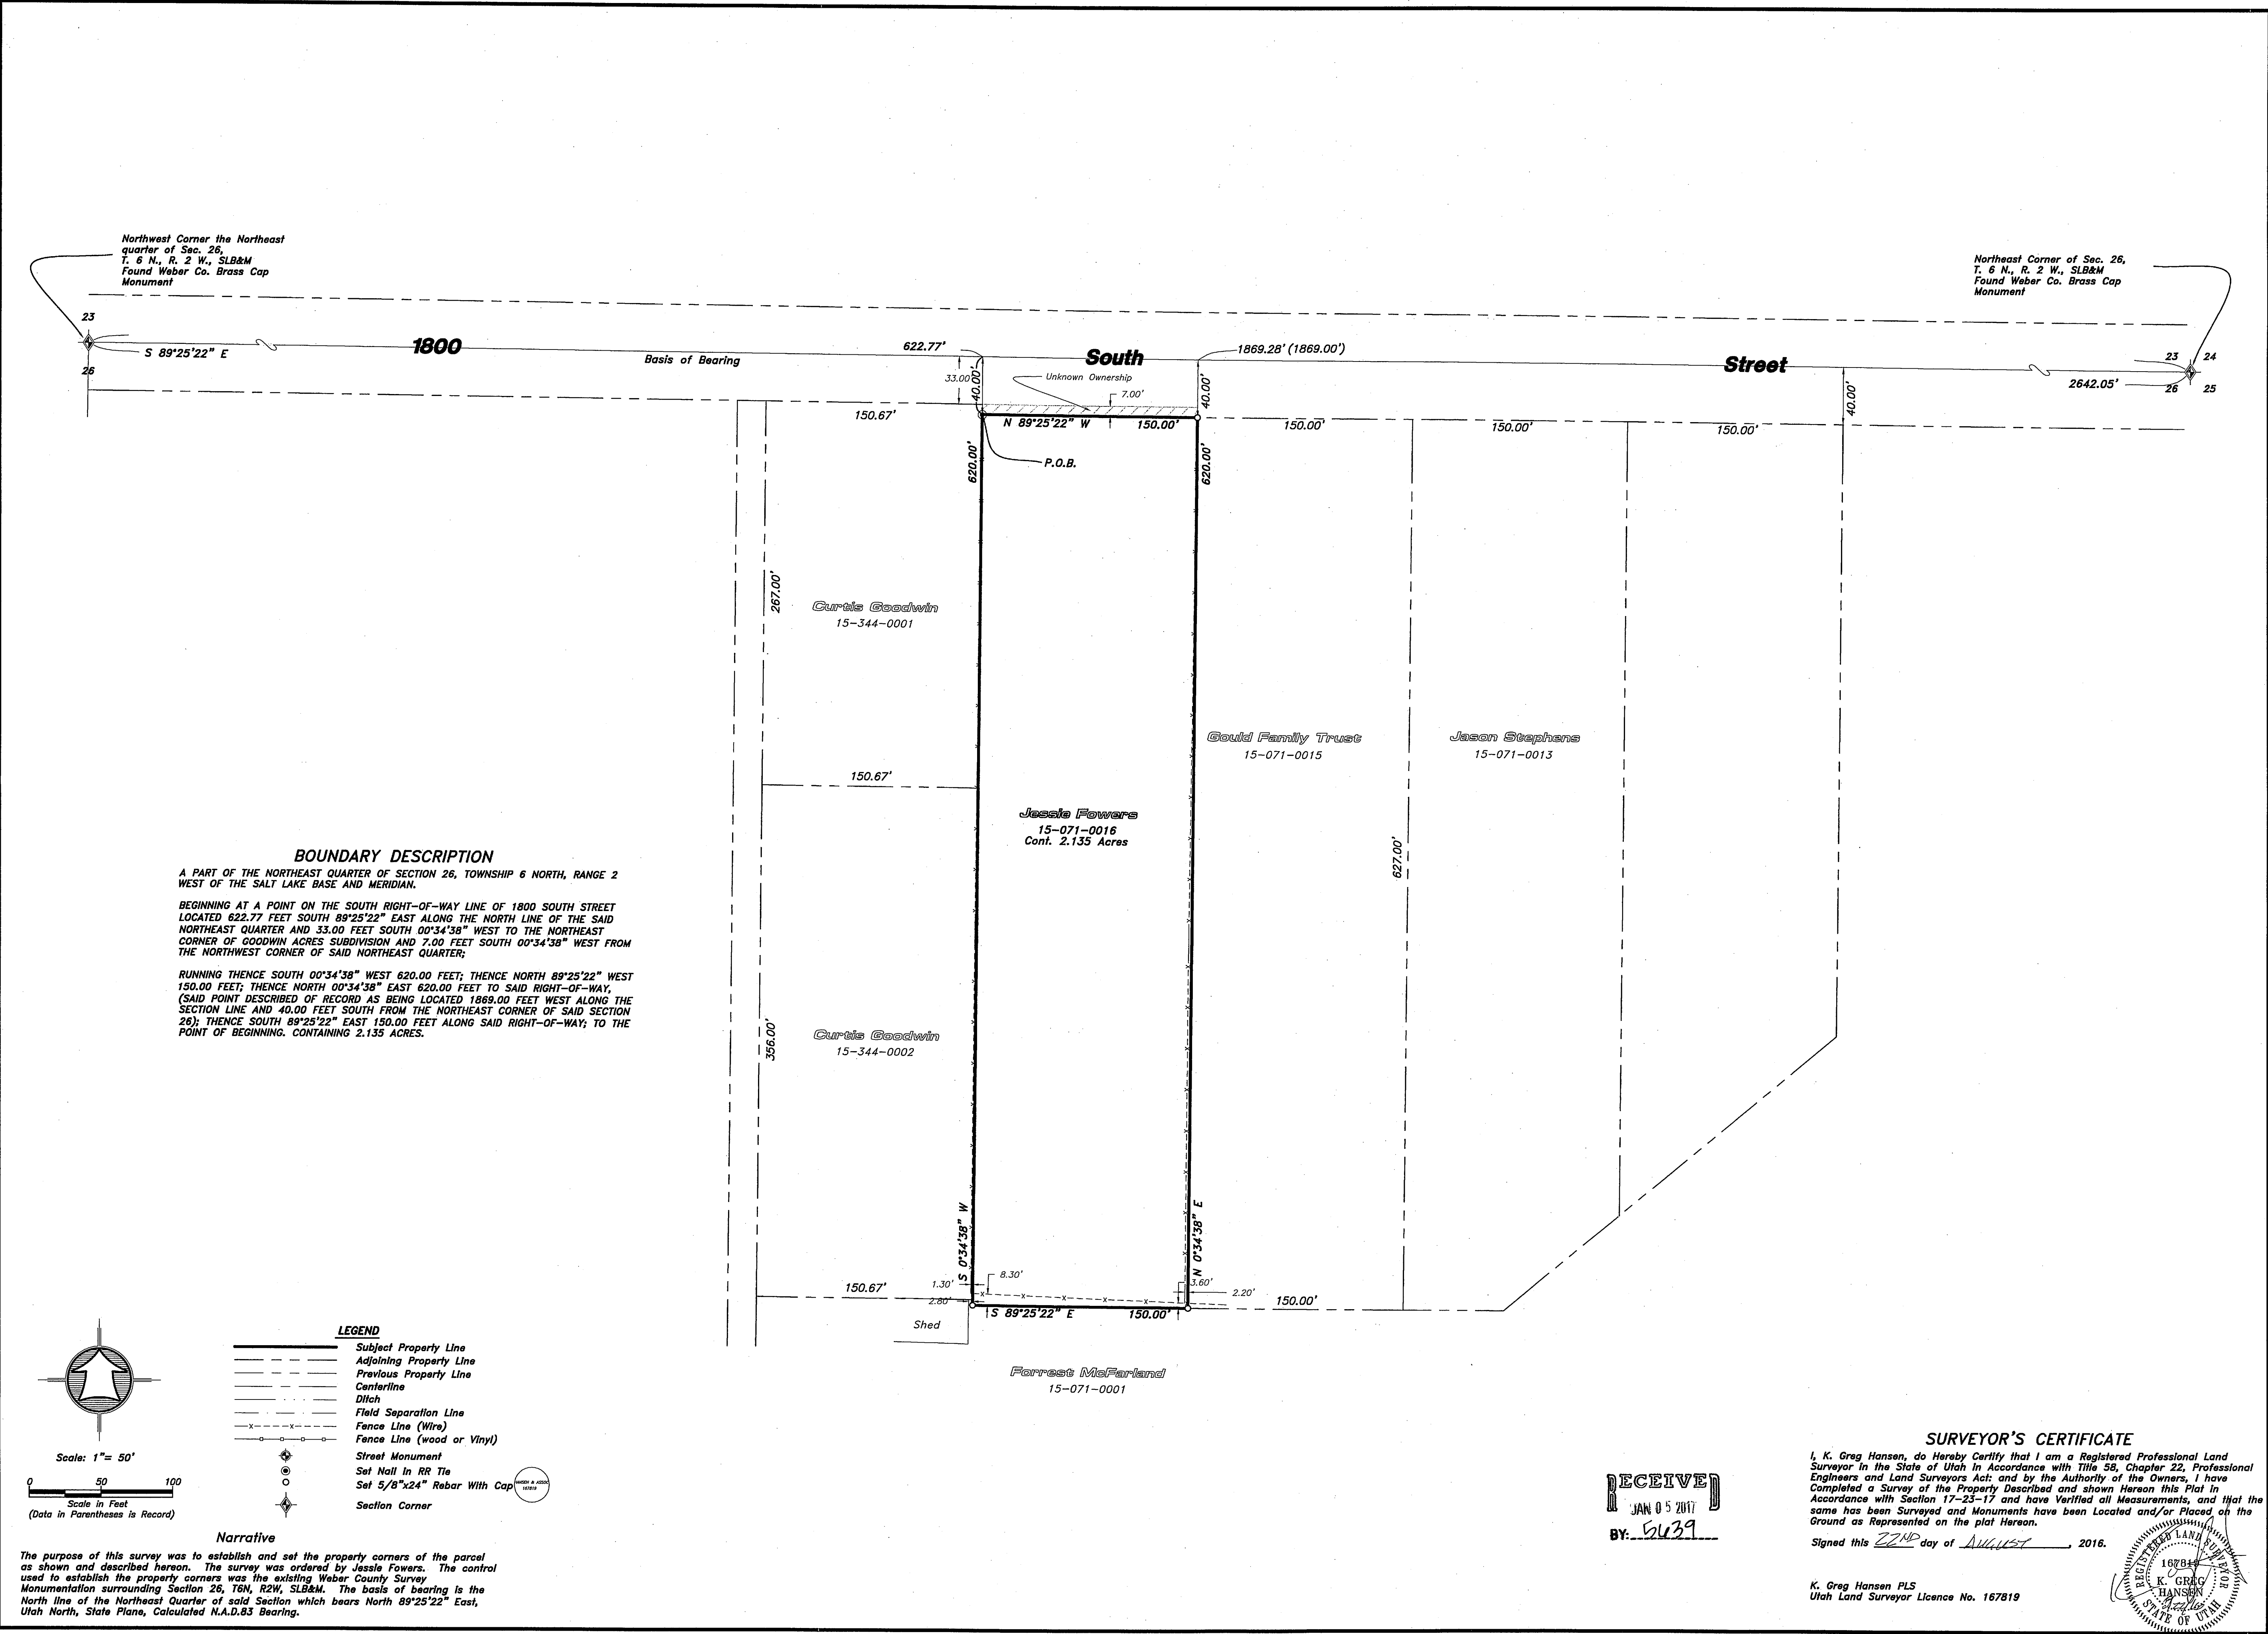 Northwest Corner the Northeast
quarter of Sec. 26,
T. 6 N., R. 2 W., SLB&M
Found Weber Co. Brass Cap
Monument
Northeast Corner of Sec. 26,
T. 6 N., R. 2 W., SLB&M
Found Weber Co. Brass Cap
Monument
23
26
S 89°25'22" E
1800
Basis of Bearing
622.77'
South
1869.28' (1869.00')
Street
2642.05'
23 24
26 25
33.00'
40.00'
Unknown Ownership
7.00'
40.00'
40.00'
150.67'
N 89°25'22" W
150.00'
150.00'
150.00'
150.00'
P.O.B.
620.00'
620.00'
267.00'
Curtis Goodwin
15-344-0001
150.67'
Gould Family Trust
15-071-0015
Jason Stephens
15-071-0013
Jessie Fowers
15-071-0016
Cont. 2.135 Acres
627.00'
356.00'
Curtis Goodwin
15-344-0002
BOUNDARY DESCRIPTION
A PART OF THE NORTHEAST QUARTER OF SECTION 26, TOWNSHIP 6 NORTH, RANGE 2
WEST OF THE SALT LAKE BASE AND MERIDIAN.
BEGINNING AT A POINT ON THE SOUTH RIGHT-OF-WAY LINE OF 1800 SOUTH STREET
LOCATED 622.77 FEET SOUTH 89°25'22" EAST ALONG THE NORTH LINE OF THE SAID
NORTHEAST QUARTER AND 33.00 FEET SOUTH 00°34'38" WEST TO THE NORTHEAST
CORNER OF GOODWIN ACRES SUBDIVISION AND 7.00 FEET SOUTH 00°34'38" WEST FROM
THE NORTHWEST CORNER OF SAID NORTHEAST QUARTER;
RUNNING THENCE SOUTH 00°34'38" WEST 620.00 FEET; THENCE NORTH 89°25'22" WEST
150.00 FEET; THENCE NORTH 00°34'38" EAST 620.00 FEET TO SAID RIGHT-OF-WAY,
(SAID POINT DESCRIBED OF RECORD AS BEING LOCATED 1869.00 FEET WEST ALONG THE
SECTION LINE AND 40.00 FEET SOUTH FROM THE NORTHEAST CORNER OF SAID SECTION
26); THENCE SOUTH 89°25'22" EAST 150.00 FEET ALONG SAID RIGHT-OF-WAY; TO THE
POINT OF BEGINNING. CONTAINING 2.135 ACRES.
S 0°34'38" W
N 0°34'38" E
150.67'
1.30'
2.80'
8.30'
3.60'
2.20'
S 89°25'22" E
150.00'
150.00'
Shed
Forrest McFarland
15-071-0001
LEGEND
Subject Property Line
Adjoining Property Line
Previous Property Line
Centerline
Ditch
Field Separation Line
Fence Line (Wire)
Fence Line (wood or Vinyl)
Street Monument
Set Nail in RR Tie
Set 5/8"x24" Rebar With Cap
HANSEN & ASSOC.
167819
Section Corner
Scale: 1"= 50'
0 50 100
Scale in Feet
(Data in Parentheses is Record)
Narrative
The purpose of this survey was to establish and set the property corners of the parcel
as shown and described hereon. The survey was ordered by Jessie Fowers. The control
used to establish the property corners was the existing Weber County Survey
Monumentation surrounding Section 26, T6N, R2W, SLB&M. The basis of bearing is the
North line of the Northeast Quarter of said Section which bears North 89°25'22" East,
Utah North, State Plane, Calculated N.A.D.83 Bearing.
RECEIVED
JAN 05 2017
BY: 5639
SURVEYOR'S CERTIFICATE
I, K. Greg Hansen, do Hereby Certify that I am a Registered Professional Land
Surveyor in the State of Utah in Accordance with Title 58, Chapter 22, Professional
Engineers and Land Surveyors Act: and by the Authority of the Owners, I have
Completed a Survey of the Property Described and shown Hereon this Plat in
Accordance with Section 17-23-17 and have Verified all Measurements, and that the
same has been Surveyed and Monuments have been Located and/or Placed on the
Ground as Represented on the plat Hereon.
Signed this 22ND day of AUGUST, 2016.
K. Greg Hansen PLS
Utah Land Surveyor Licence No. 167819
REGISTERED LAND SURVEYOR
167819
K. GREG
HANSEN
STATE OF UTAH